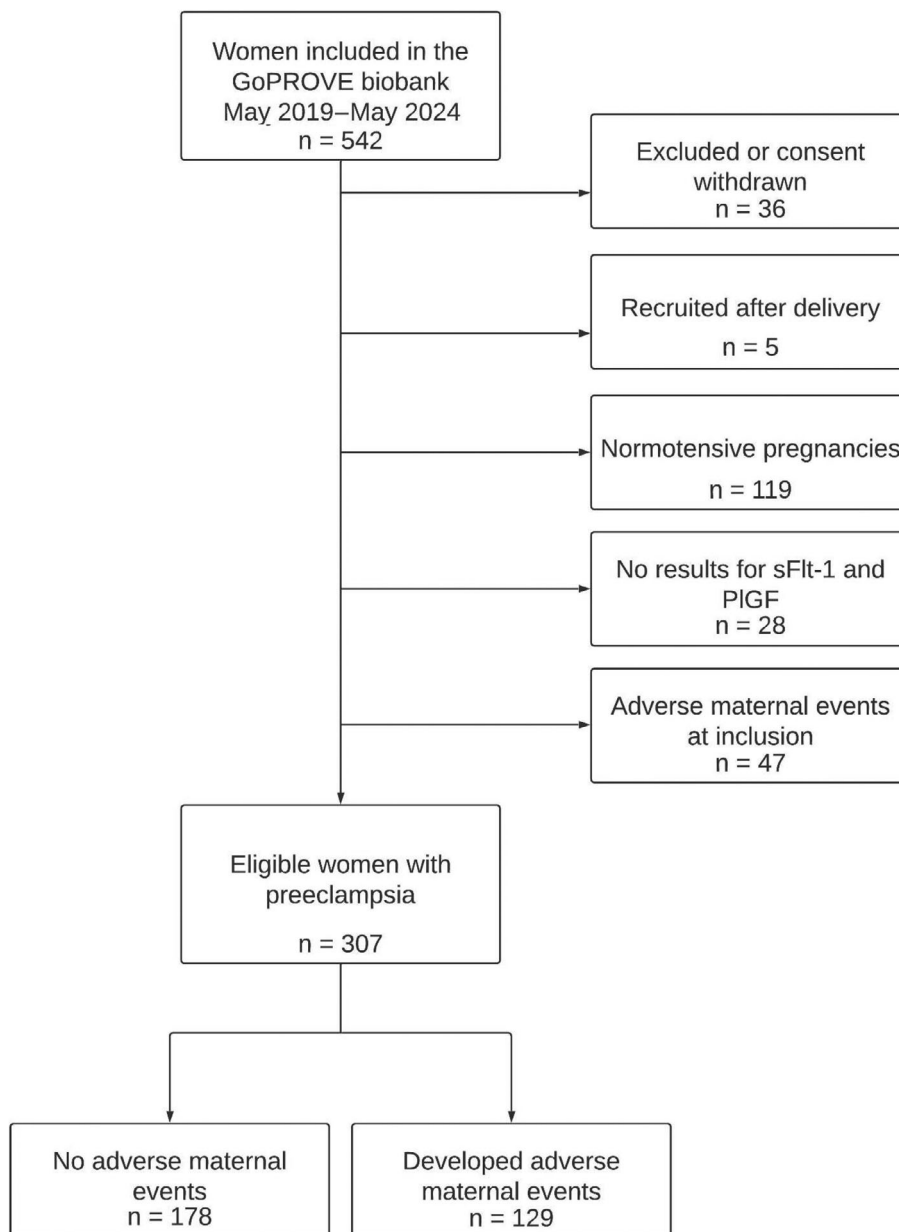 Women included in the
GoPROVE biobank
May 2019–May 2024
n = 542
Excluded or consent
withdrawn
n = 36
Recruited after delivery
n = 5
Normotensive pregnancies
n = 119
No results for sFlt-1 and
PlGF
n = 28
Adverse maternal events
at inclusion
n = 47
Eligible women with
preeclampsia
n = 307
No adverse maternal
events
n = 178
Developed adverse
maternal events
n = 129